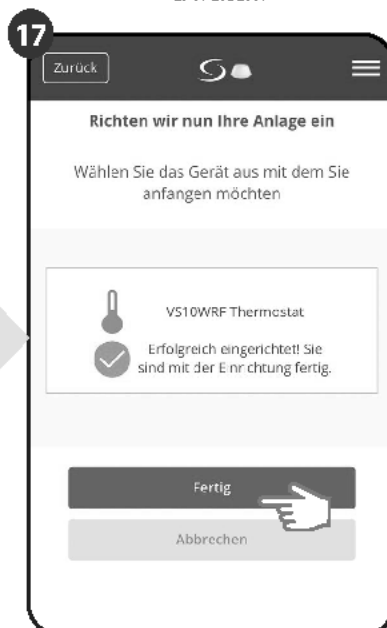 17
Zurück
Richten wir nun Ihre Anlage ein
Wählen Sie das Gerät aus mit dem Sie
anfangen möchten
VS10WRF Thermostat
Erfolgreich eingerichtet! Sie
sind mit der Einrichtung fertig.
Fertig
Abbrechen